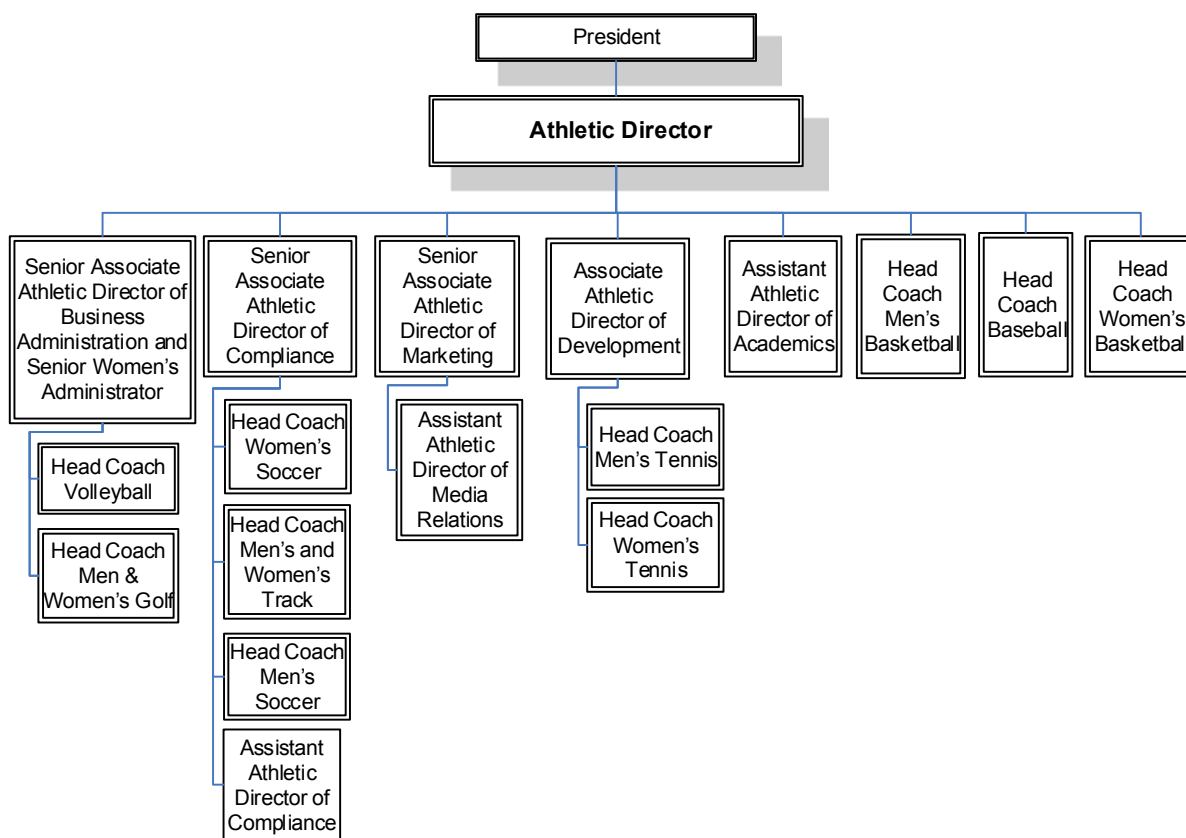 President
Athletic Director
Senior Associate
Athletic Director of
Business
Administration and
Senior Women's
Administrator
Senior
Associate
Athletic
Director of
Compliance
Senior
Associate
Athletic
Director of
Marketing
Associate
Athletic
Director of
Development
Assistant
Athletic
Director of
Academics
Head
Coach
Men's
Basketball
Head
Coach
Baseball
Head
Coach
Women's
Basketball
Head Coach
Volleyball
Head Coach
Men &
Women's Golf
Head Coach
Women's
Soccer
Head Coach
Men's and
Women's
Track
Head Coach
Men's
Soccer
Assistant
Athletic
Director of
Compliance
Assistant
Athletic
Director of
Media
Relations
Head Coach
Men's Tennis
Head Coach
Women's
Tennis